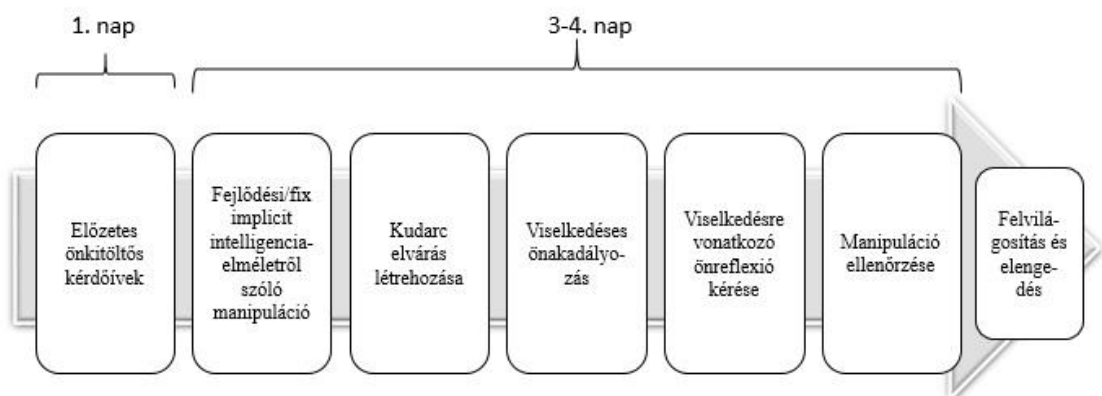 1. nap
3-4. nap
Előzetes
önkitöltős
kérdőívek
Fejlődési/fix
implicit
intelligencia-
elméletről
szóló
manipuláció
Kudarc
elvárás
létrehozása
Viselkedéses
önakadályo-
zás
Viselkedésre
vonatkozó
önreflexió
kérése
Manipuláció
ellenőrzése
Felvilá-
gosítás és
elenge-
dés